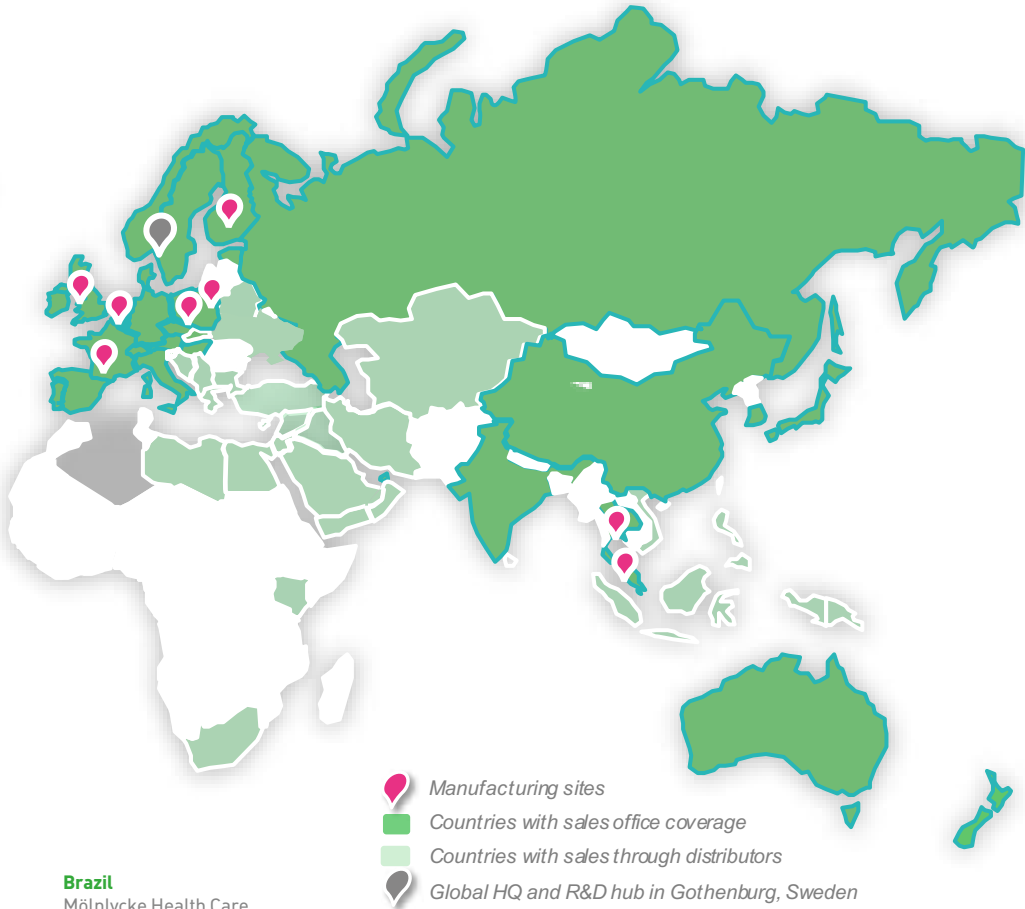 Manufacturing sites
Countries with sales office coverage
Countries with sales through distributors
Global HQ and R&D hub in Gothenburg, Sweden
Brazil
Mölnlycke Health Care